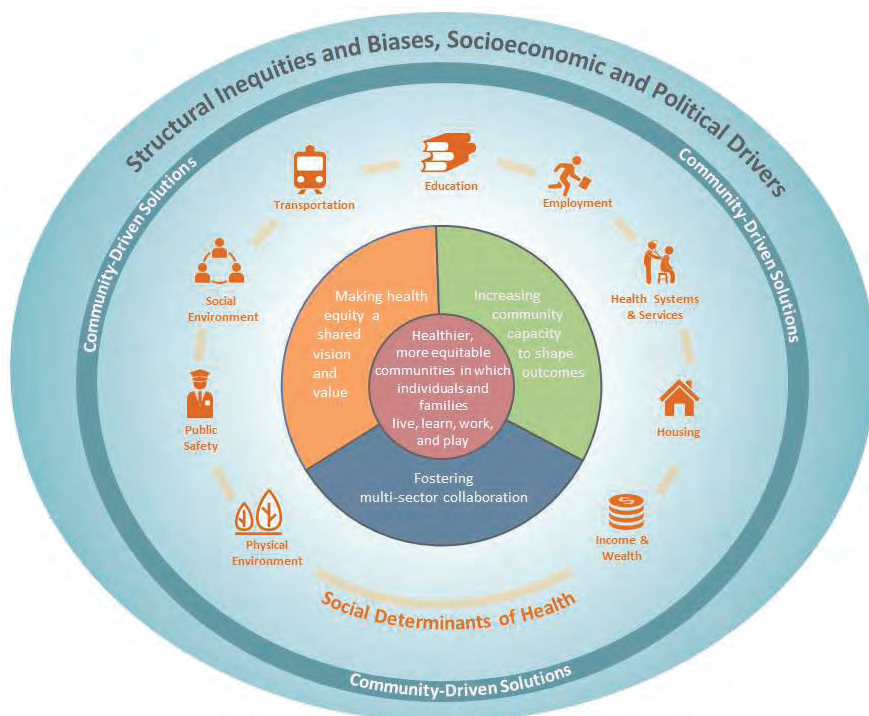 Structural Inequities and Biases, Socioeconomic and Political Drivers
Community-Driven Solutions
Community-Driven Solutions
Education
Transportation
Employment
Social
Environment
Health Systems
& Services
Public
Safety
Housing
Physical
Environment
Income &
Wealth
Making health
equity a
shared
vision
and
value
Increasing
community
capacity
to shape
outcomes
Healthier,
more equitable
communities in which
individuals and
families
live, learn, work,
and play
Fostering
multi-sector collaboration
Social Determinants of Health
Community-Driven Solutions